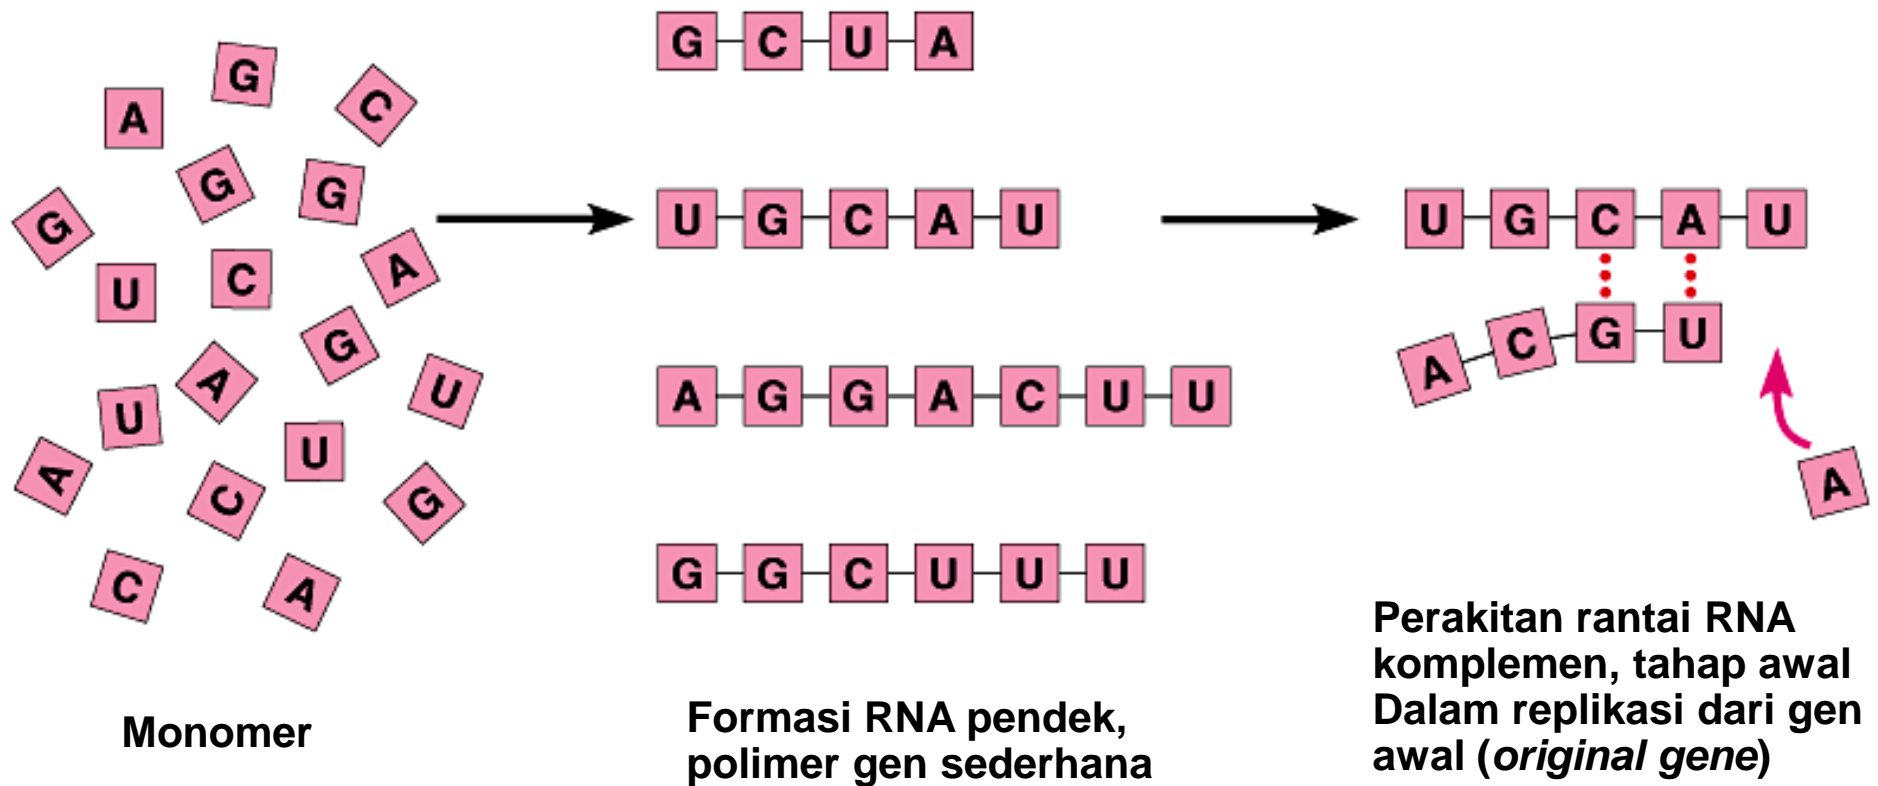 G
A
C
G
G
G
A
U
C
G
A
U
U
U
A
C
G
C
A
Monomer
G C U A
U G C A U
A G G A C U U
G G C U U U
Formasi RNA pendek,
polimer gen sederhana
U G C A U
A C G U
A
Perakitan rantai RNA
komplemen, tahap awal
Dalam replikasi dari gen
awal (original gene)